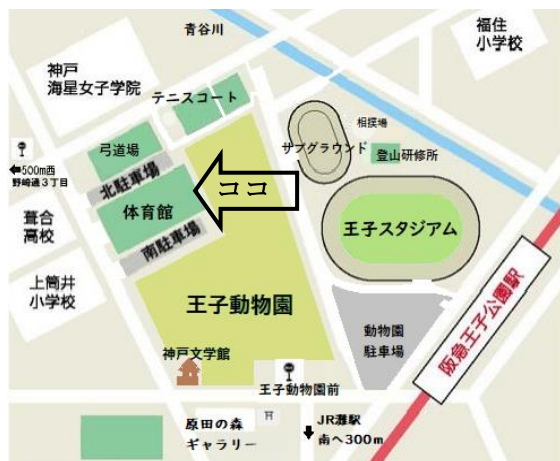 青谷川
福住
小学校
神戸
海星女子学院
テニスコート
相撲場
サブグラウンド
登山研修所
弓道場
←500m西
野崎通3丁目
北駐車場
ココ
体育館
葺合
高校
南駐車場
王子スタジアム
上筒井
小学校
王子動物園
阪急王子公園駅
動物園
駐車場
神戸文学館
王子動物園前
原田の森
ギャラリー
JR灘駅
南へ300m